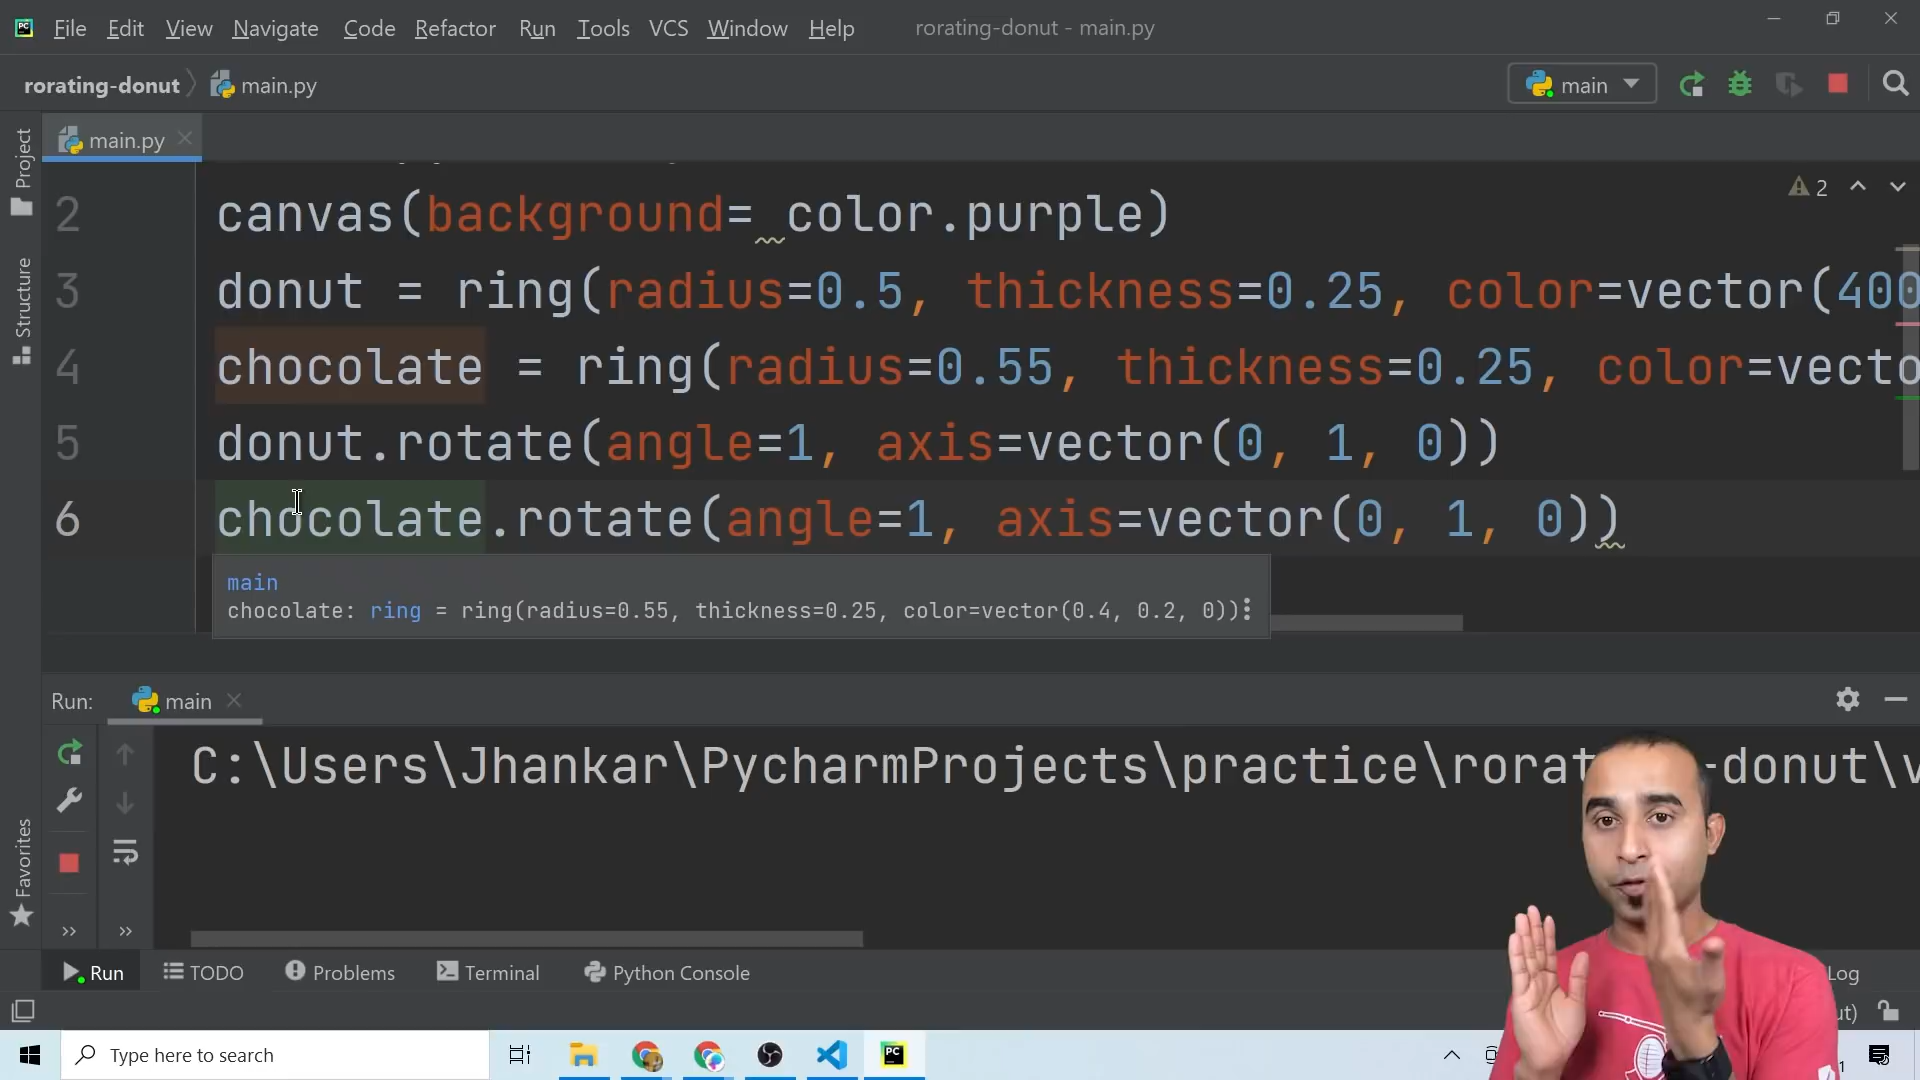 File Edit View Navigate Code Refactor Run Tools VCS Window Help rorating-donut - main.py
rorating-donut main.py main
Project
Structure
Favorites
main.py
2
2 canvas(background= color.purple)
3 donut = ring(radius=0.5, thickness=0.25, color=vector(400
4 chocolate = ring(radius=0.55, thickness=0.25, color=vecto
5 donut.rotate(angle=1, axis=vector(0, 1, 0))
6 chocolate.rotate(angle=1, axis=vector(0, 1, 0))
main
chocolate: ring = ring(radius=0.55, thickness=0.25, color=vector(0.4, 0.2, 0))
Run: main
C:\Users\Jhankar\PycharmProjects\practice\rorat -donut\v
Run TODO Problems Terminal Python Console Log
ut)
Type here to search